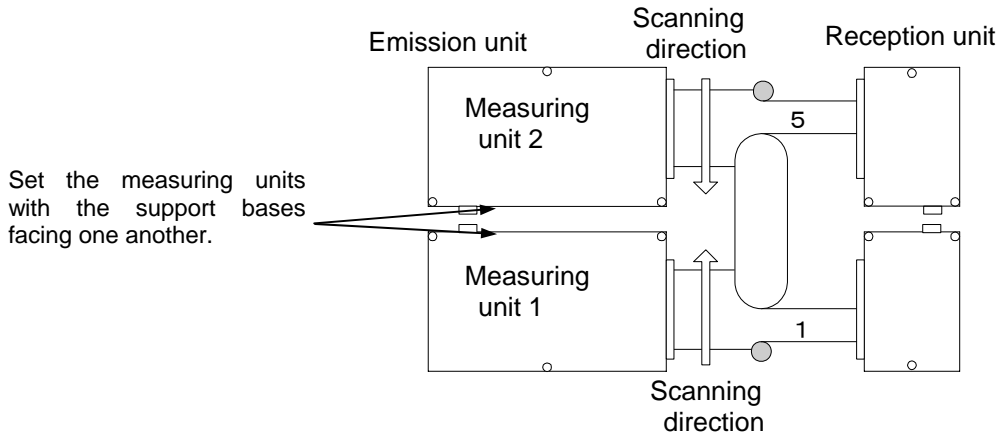 Emission unit
Scanning
direction
Reception unit
Measuring
unit 2
5
Set the measuring units
with the support bases
facing one another.
Measuring
unit 1
1
Scanning
direction